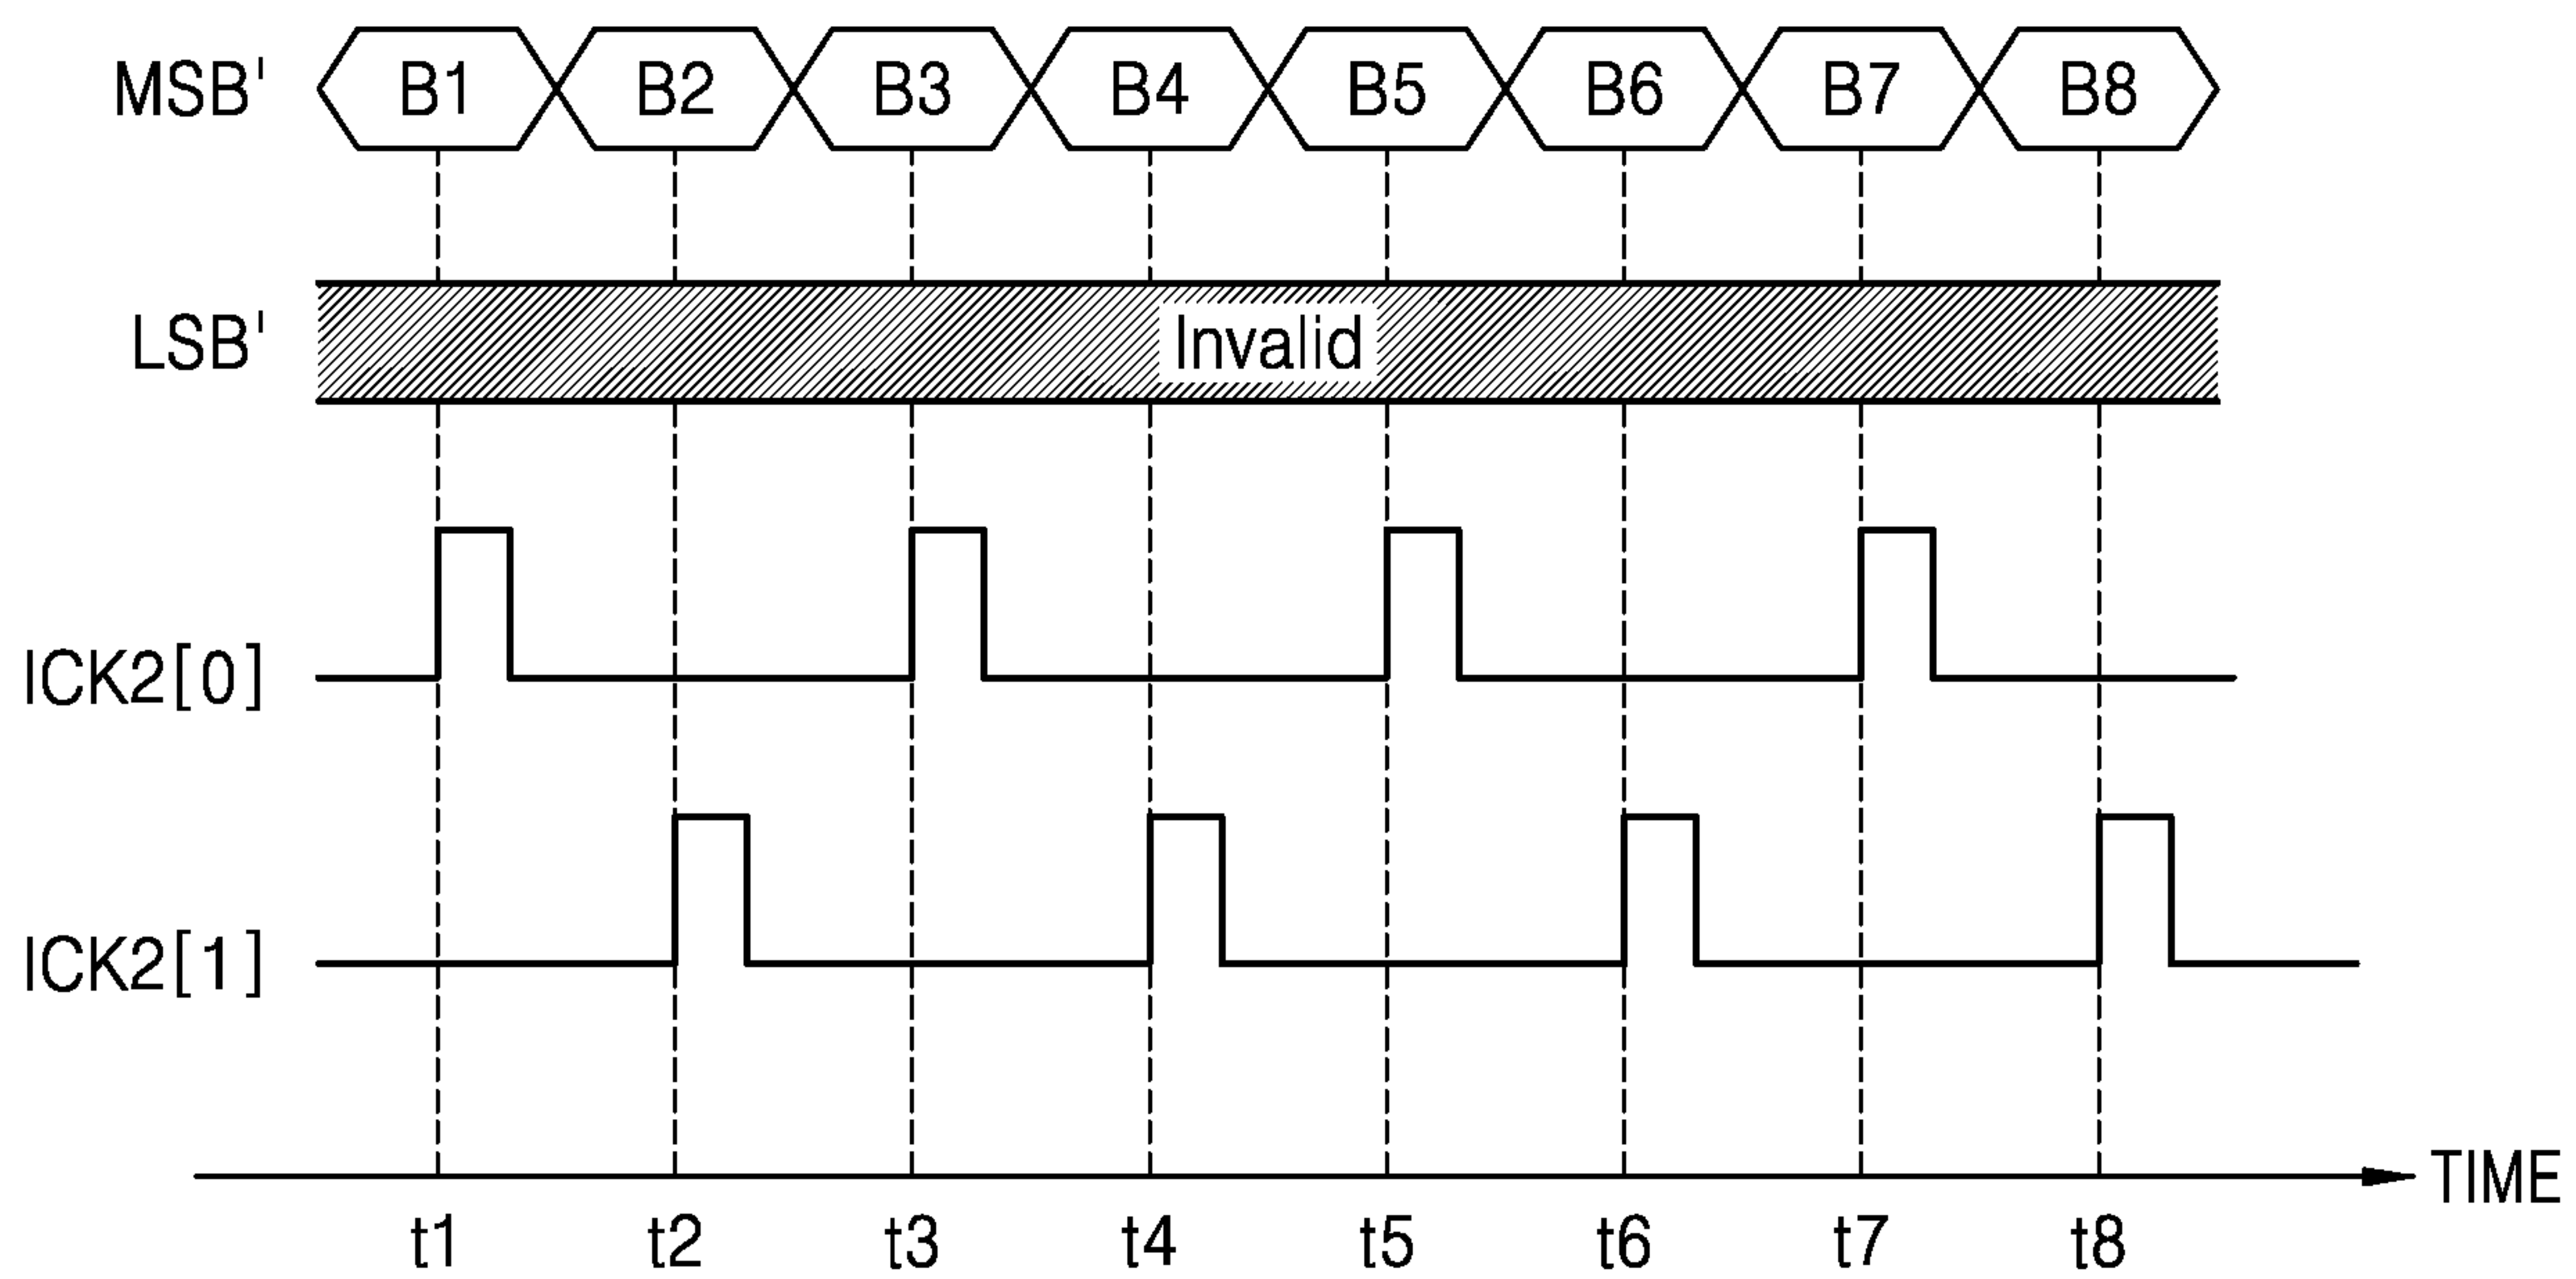 MSB' B1 B2 B3 B4 B5 B6 B7 B8
LSB' Invalid
ICK2[0]
ICK2[1]
TIME
t1 t2 t3 t4 t5 t6 t7 t8